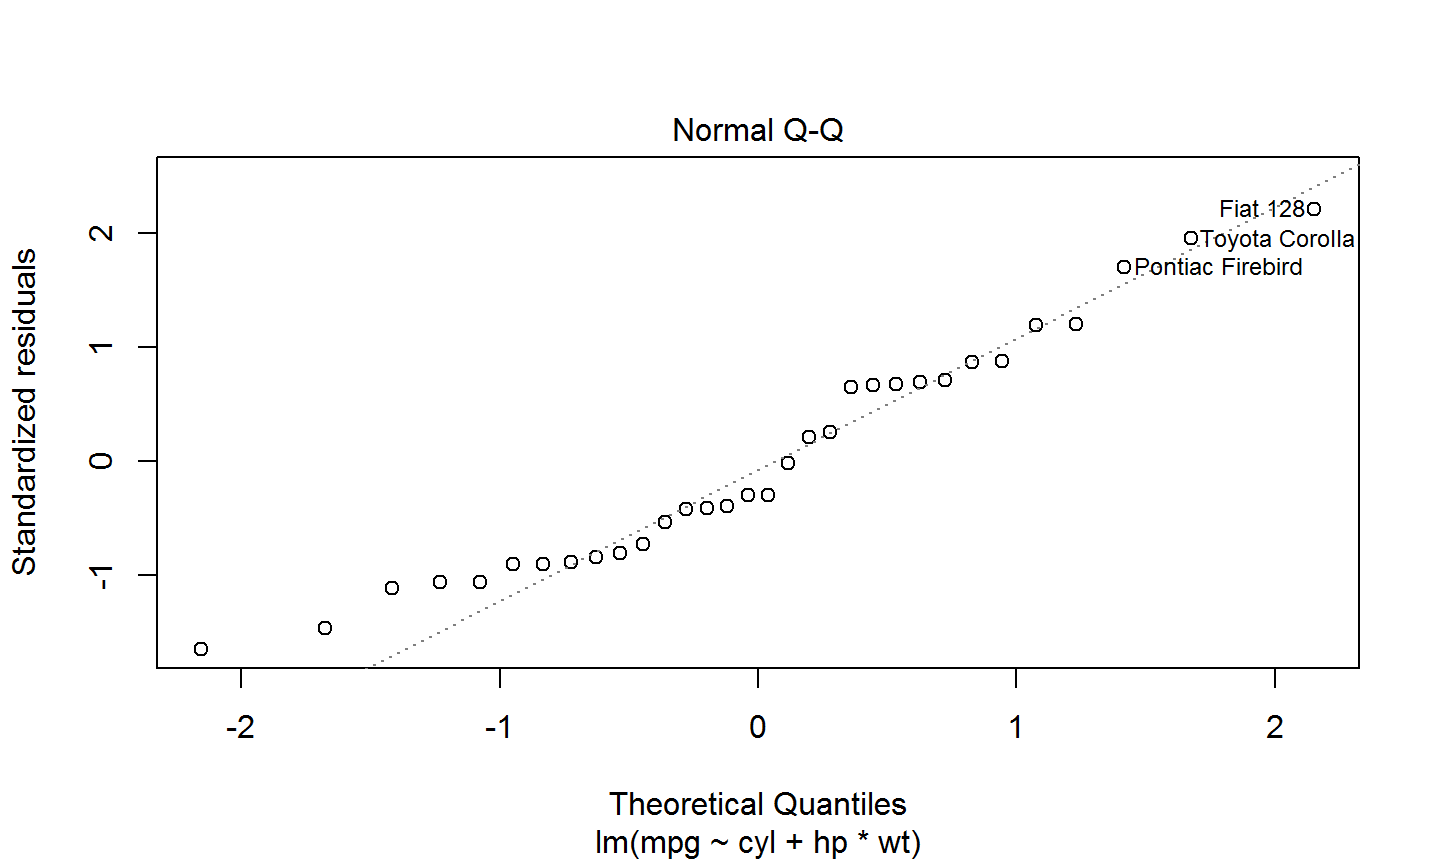 Normal Q-Q
Standardized residuals
2
1
0
-1
Fiat 128
Toyota Corolla
Pontiac Firebird
-2
-1
0
1
2
Theoretical Quantiles
lm(mpg ~ cyl + hp * wt)